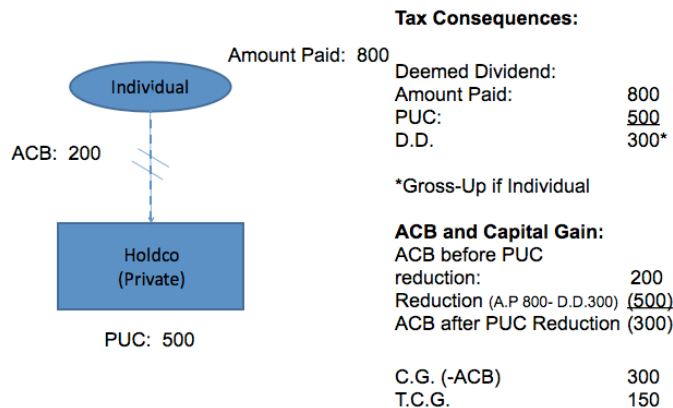 Amount Paid: 800
Individual
ACB: 200
Holdco
(Private)
PUC: 500
Tax Consequences:
Deemed Dividend:
Amount Paid: 800
PUC: 500
D.D. 300*
*Gross-Up if Individual
ACB and Capital Gain:
ACB before PUC
reduction: 200
Reduction (A.P 800- D.D.300) (500)
ACB after PUC Reduction (300)
C.G. (-ACB) 300
T.C.G. 150